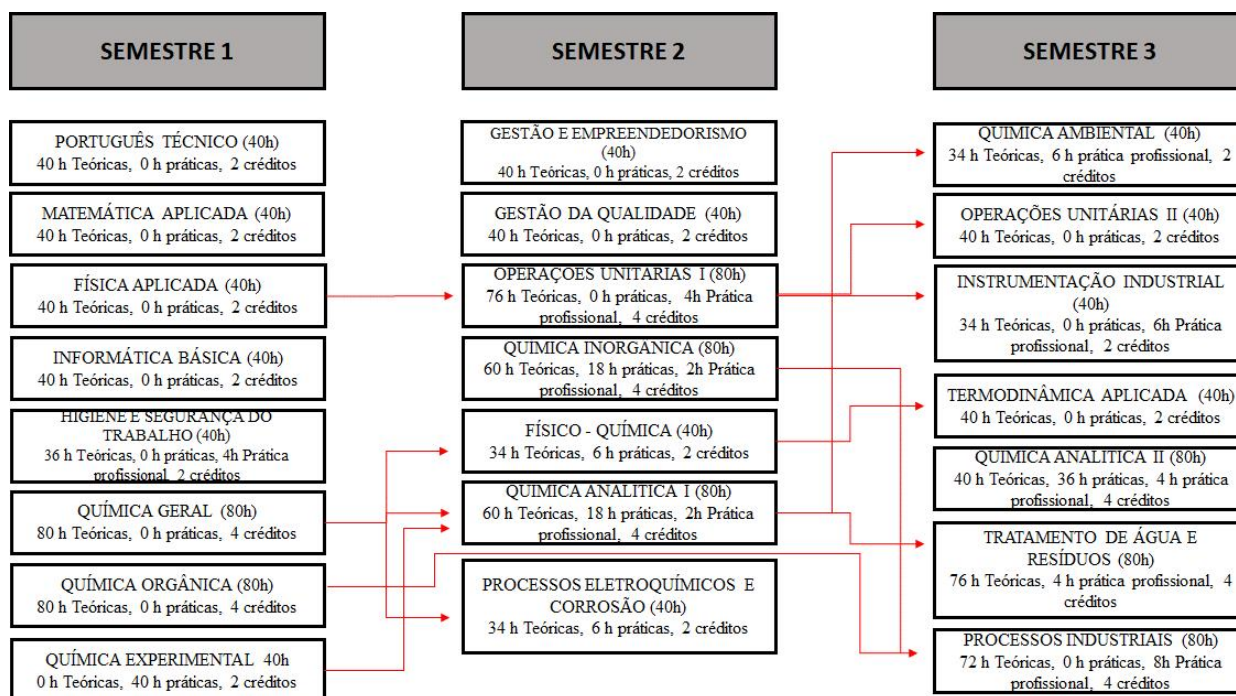 SEMESTRE 1
PORTUGUÊS TÉCNICO (40h)
40 h Teóricas, 0 h práticas, 2 créditos
MATEMÁTICA APLICADA (40h)
40 h Teóricas, 0 h práticas, 2 créditos
FÍSICA APLICADA (40h)
40 h Teóricas, 0 h práticas, 2 créditos
INFORMÁTICA BÁSICA (40h)
40 h Teóricas, 0 h práticas, 2 créditos
HIGIENE E SEGURANÇA DO
TRABALHO (40h)
36 h Teóricas, 0 h práticas, 4h Prática
profissional, 2 créditos
QUÍMICA GERAL (80h)
80 h Teóricas, 0 h práticas, 4 créditos
QUÍMICA ORGÂNICA (80h)
80 h Teóricas, 0 h práticas, 4 créditos
QUÍMICA EXPERIMENTAL 40h
0 h Teóricas, 40 h práticas, 2 créditos
SEMESTRE 2
GESTÃO E EMPREENDEDORISMO
(40h)
40 h Teóricas, 0 h práticas, 2 créditos
GESTÃO DA QUALIDADE (40h)
40 h Teóricas, 0 h práticas, 2 créditos
OPERAÇÕES UNITÁRIAS I (80h)
76 h Teóricas, 0 h práticas, 4h Prática
profissional, 4 créditos
QUÍMICA INORGÂNICA (80h)
60 h Teóricas, 18 h práticas, 2h Prática
profissional, 4 créditos
FÍSICO - QUÍMICA (40h)
34 h Teóricas, 6 h práticas, 2 créditos
QUÍMICA ANALÍTICA I (80h)
60 h Teóricas, 18 h práticas, 2h Prática
profissional, 4 créditos
PROCESSOS ELETROQUÍMICOS E
CORROSÃO (40h)
34 h Teóricas, 6 h práticas, 2 créditos
SEMESTRE 3
QUÍMICA AMBIENTAL (40h)
34 h Teóricas, 6 h prática profissional, 2
créditos
OPERAÇÕES UNITÁRIAS II (40h)
40 h Teóricas, 0 h práticas, 2 créditos
INSTRUMENTAÇÃO INDUSTRIAL
(40h)
34 h Teóricas, 0 h práticas, 6h Prática
profissional, 2 créditos
TERMODINÂMICA APLICADA (40h)
40 h Teóricas, 0 h práticas, 2 créditos
QUÍMICA ANALÍTICA II (80h)
40 h Teóricas, 36 h práticas, 4 h prática
profissional, 4 créditos
TRATAMENTO DE ÁGUA E
RESÍDUOS (80h)
76 h Teóricas, 4 h prática profissional, 4
créditos
PROCESSOS INDUSTRIAIS (80h)
72 h Teóricas, 0 h práticas, 8h Prática
profissional, 4 créditos